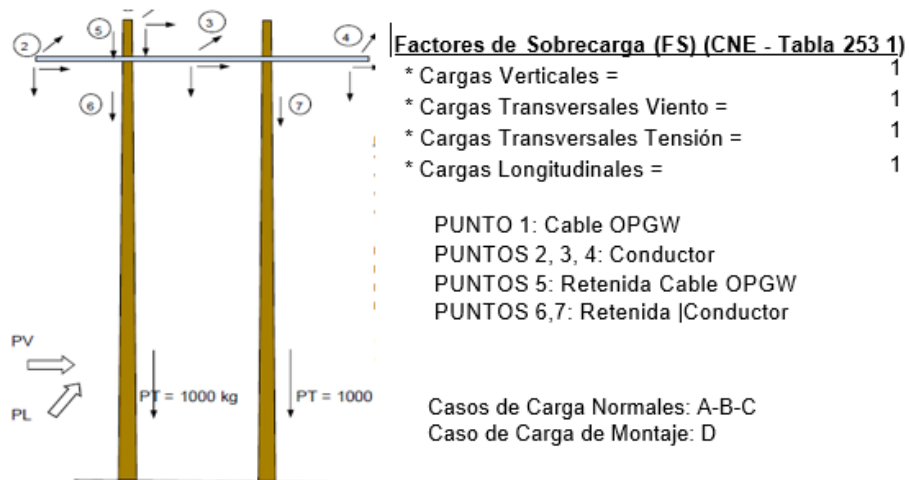 5
3
2
4
6
7
PV
PL
PT = 1000 kg
PT = 1000
Factores de Sobrecarga (FS) (CNE - Tabla 253 1)
* Cargas Verticales = 1
* Cargas Transversales Viento = 1
* Cargas Transversales Tensión = 1
* Cargas Longitudinales = 1
PUNTO 1: Cable OPGW
PUNTOS 2, 3, 4: Conductor
PUNTOS 5: Retenida Cable OPGW
PUNTOS 6,7: Retenida |Conductor
Casos de Carga Normales: A-B-C
Caso de Carga de Montaje: D